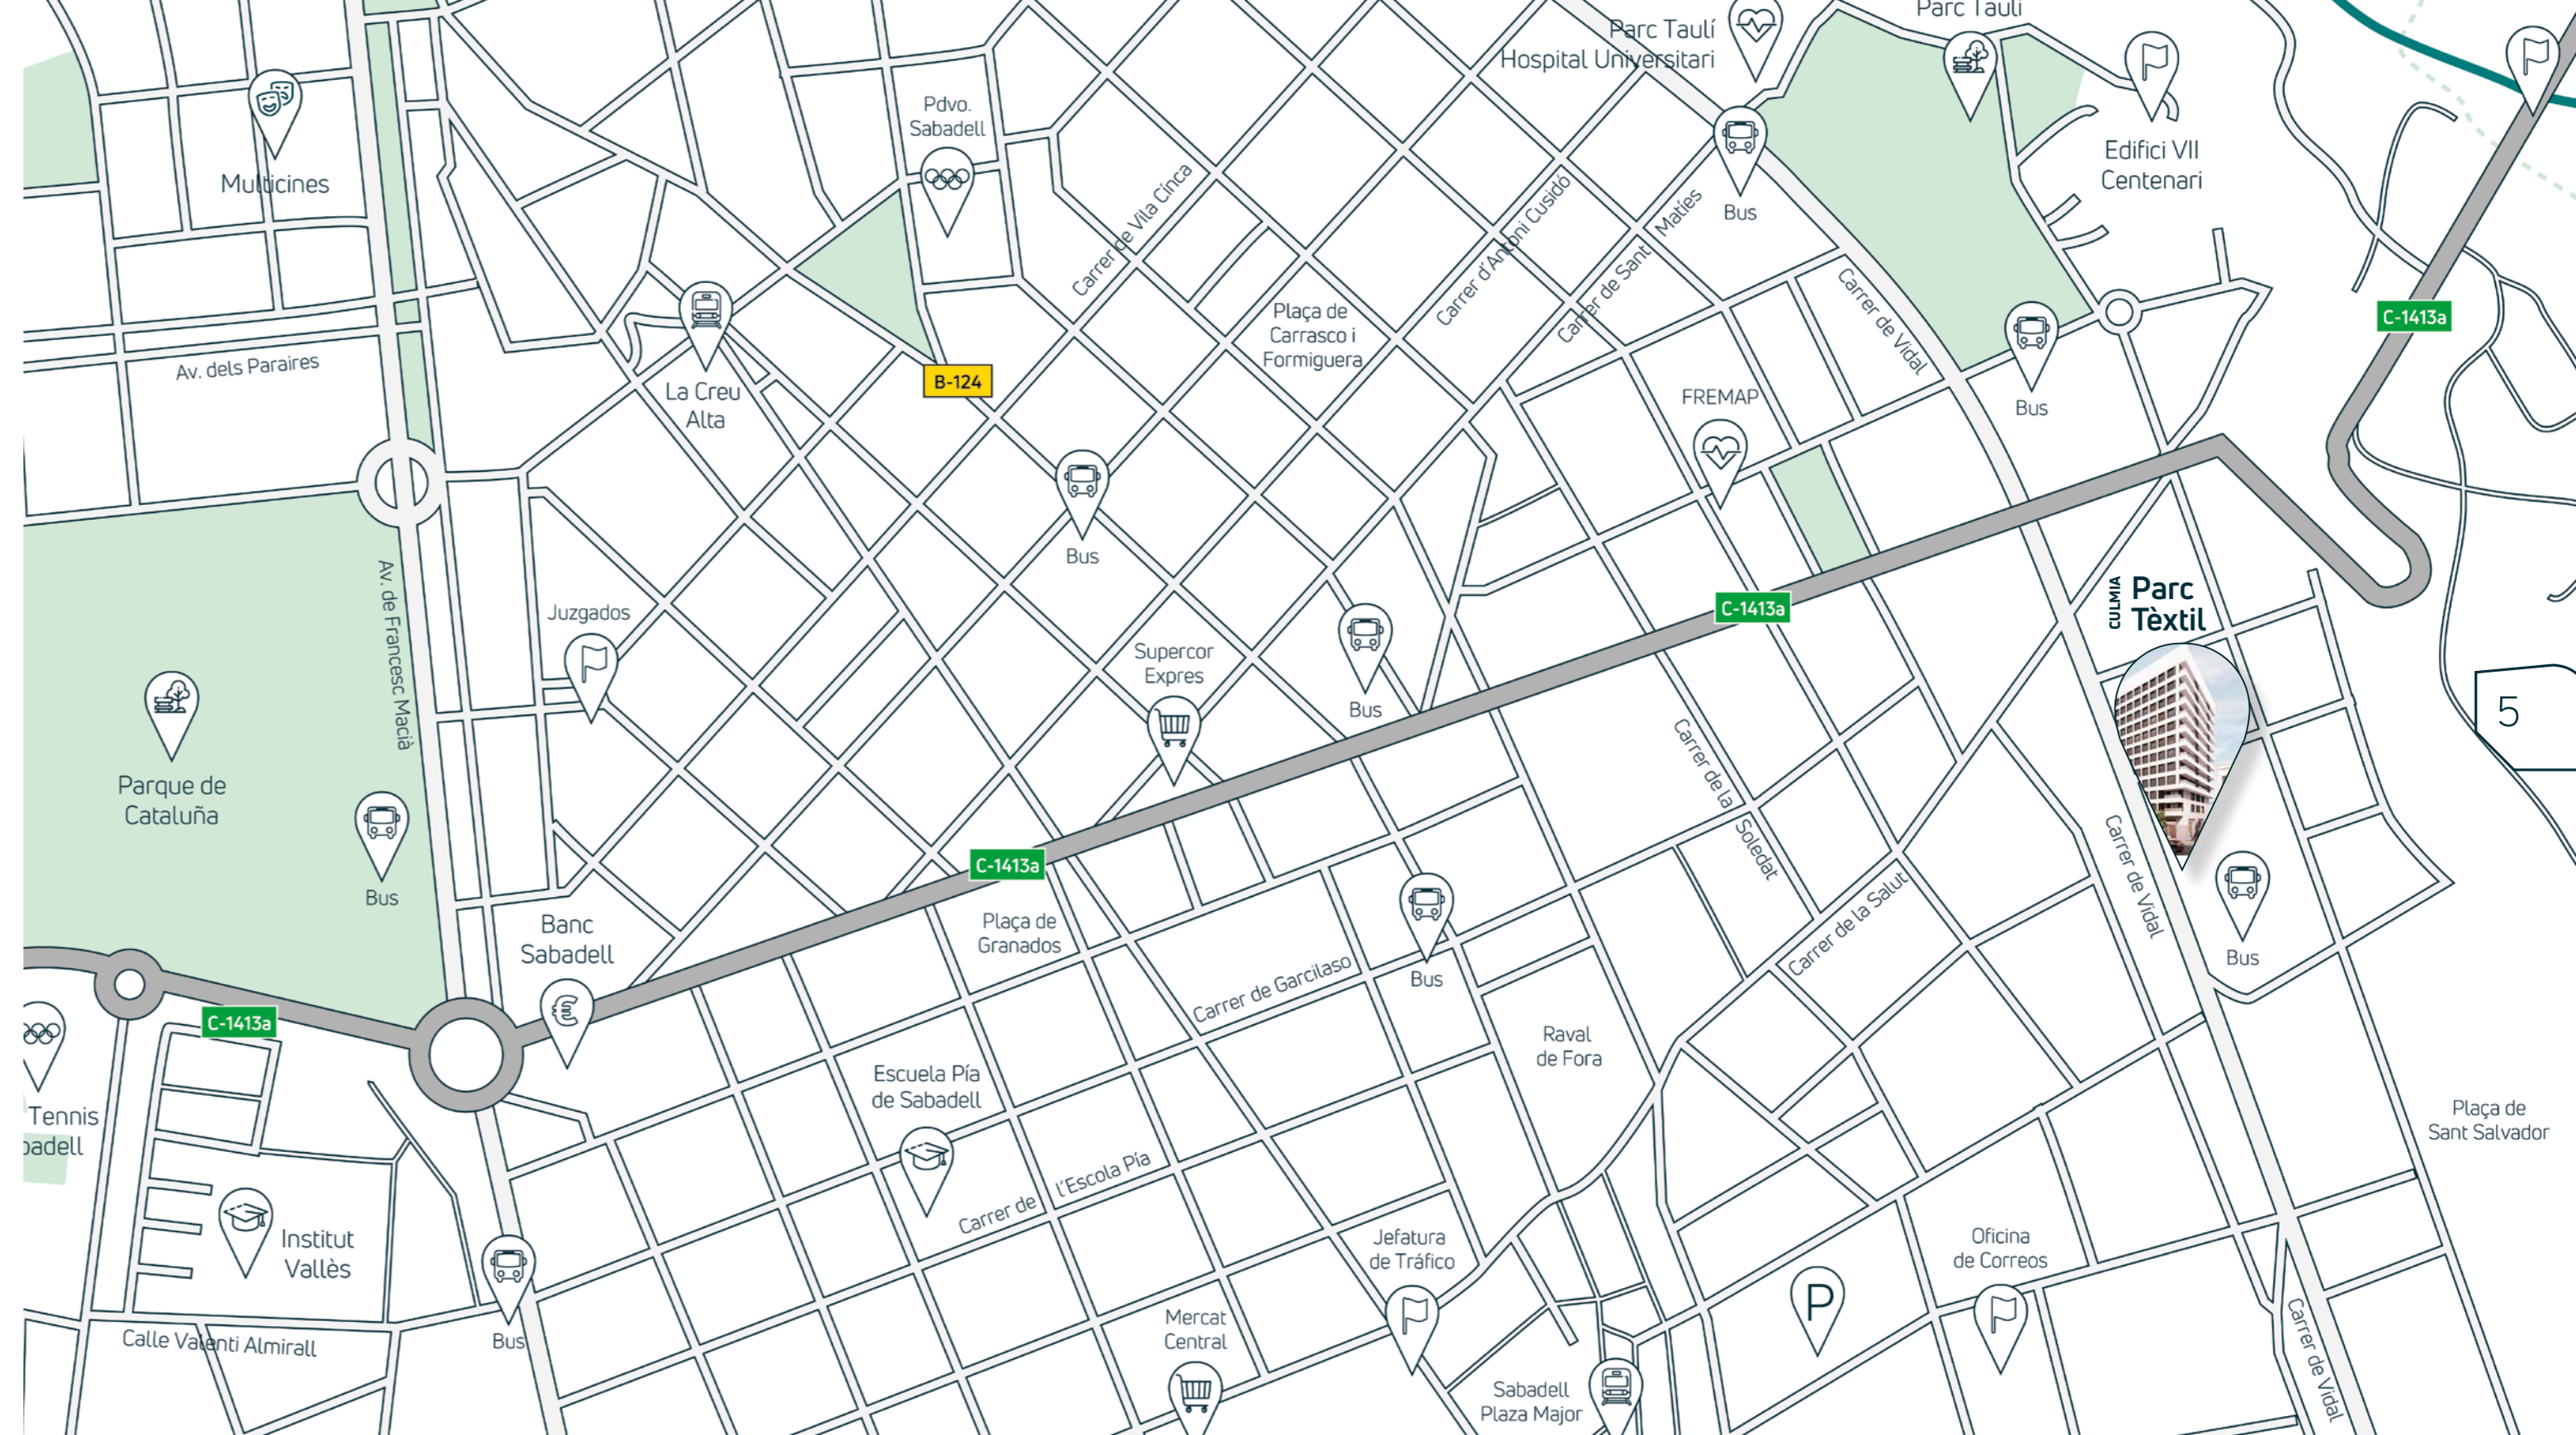 Parc Taulí
Parc Taulí
Hospital Universitari
Pdvo.
Sabadell
Multicines
Edifici VII
Centenari
Bus
Carrer de Vila Cinca
Carrer d'Antoni Cusidó
Carrer de Sant Matíes
Carrer de Vidal
Plaça de
Carrasco i
Formiguera
C-1413a
Av. dels Paraires
B-124
La Creu
Alta
FREMAP
Bus
Bus
Av. de Francesc Macià
Juzgados
CULMIA
Parc
Tèxtil
C-1413a
Supercor
Expres
Bus
5
Parque de
Cataluña
Carrer de la Soledat
Bus
C-1413a
Carrer de Vidal
Banc
Sabadell
Plaça de
Granados
Carrer de la Salut
Bus
Carrer de Garcilaso
Bus
C-1413a
Raval
de Fora
Escuela Pía
de Sabadell
Tennis
badell
Plaça de
Sant Salvador
Carrer de l'Escola Pía
Institut
Vallès
Jefatura
de Tráfico
Oficina
de Correos
P
Calle Valenti Almirall
Bus
Mercat
Central
Carrer de Vidal
Sabadell
Plaza Major